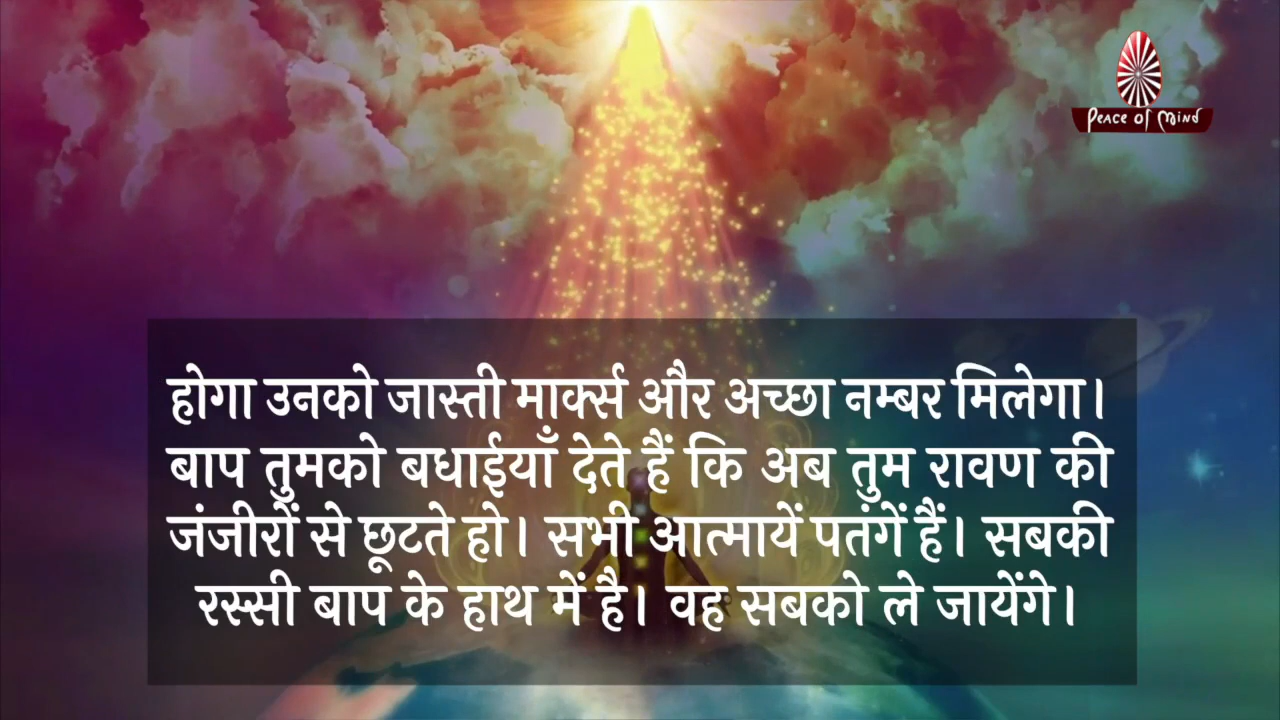 Peace of Mind
होगा उनको जास्ती मार्क्स और अच्छा नम्बर मिलेगा।
बाप तुमको बधाईयाँ देते हैं कि अब तुम रावण की
जंजीरों से छूटते हो। सभी आत्मायें पतंगें हैं। सबकी
रस्सी बाप के हाथ में है। वह सबको ले जायेंगे।